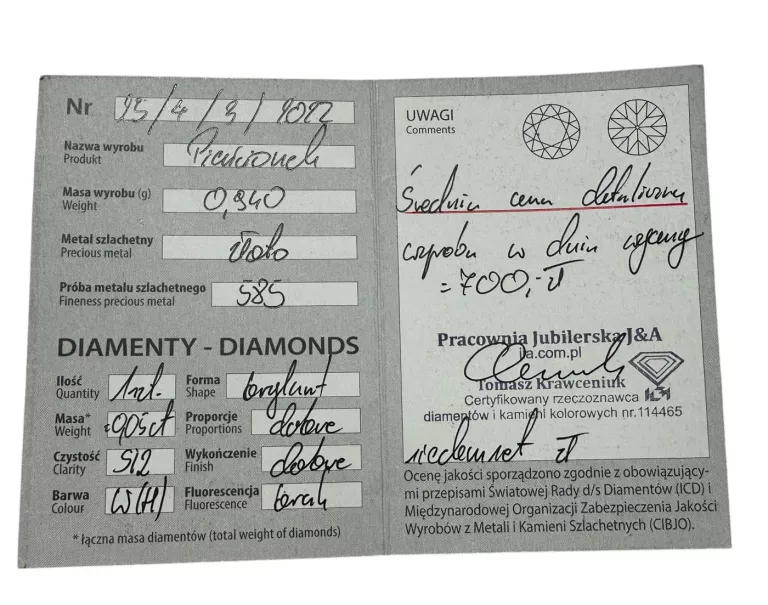 Nr 25/4/3/2022
Nazwa wyrobu Pierścionek
Produkt
Masa wyrobu (g) 0,940
Weight
Metal szlachetny złoto
Precious metal
Próba metalu szlachetnego 585
Fineness precious metal
DIAMENTY - DIAMONDS
Ilość 1szt. Forma brylant
Quantity Shape
Masa* =0,05ct Proporcje dobre
Weight Proportions
Czystość SI2 Wykończenie dobre
Clarity Finish
Barwa W(H) Fluorescencja brak
Colour Fluorescence
* łączna masa diamentów (total weight of diamonds)
UWAGI
Comments
Średnia cena detaliczna
wyrobu w dniu wyceny
=700,-zł
Pracownia Jubilerska J&A
ja.com.pl
Tomasz Krawceniuk
Certyfikowany rzeczoznawca
diamentów i kamieni kolorowych nr.114465
siedemset zł
Ocenę jakości sporządzono zgodnie z obowiązują-
mi przepisami Światowej Rady d/s Diamentów (ICD) i
Międzynarodowej Organizacji Zabezpieczenia Jakości
Wyrobów z Metali i Kamieni Szlachetnych (CIBJO).